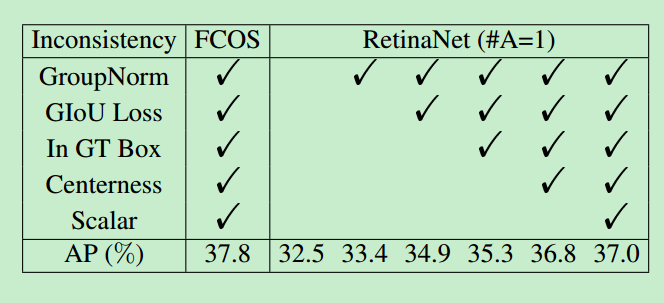 Inconsistency FCOS RetinaNet (#A=1)
GroupNorm ✓ ✓ ✓ ✓ ✓ ✓
GIoU Loss ✓ ✓ ✓ ✓ ✓
In GT Box ✓ ✓ ✓ ✓
Centerness ✓ ✓ ✓
Scalar ✓ ✓
AP (%) 37.8 32.5 33.4 34.9 35.3 36.8 37.0